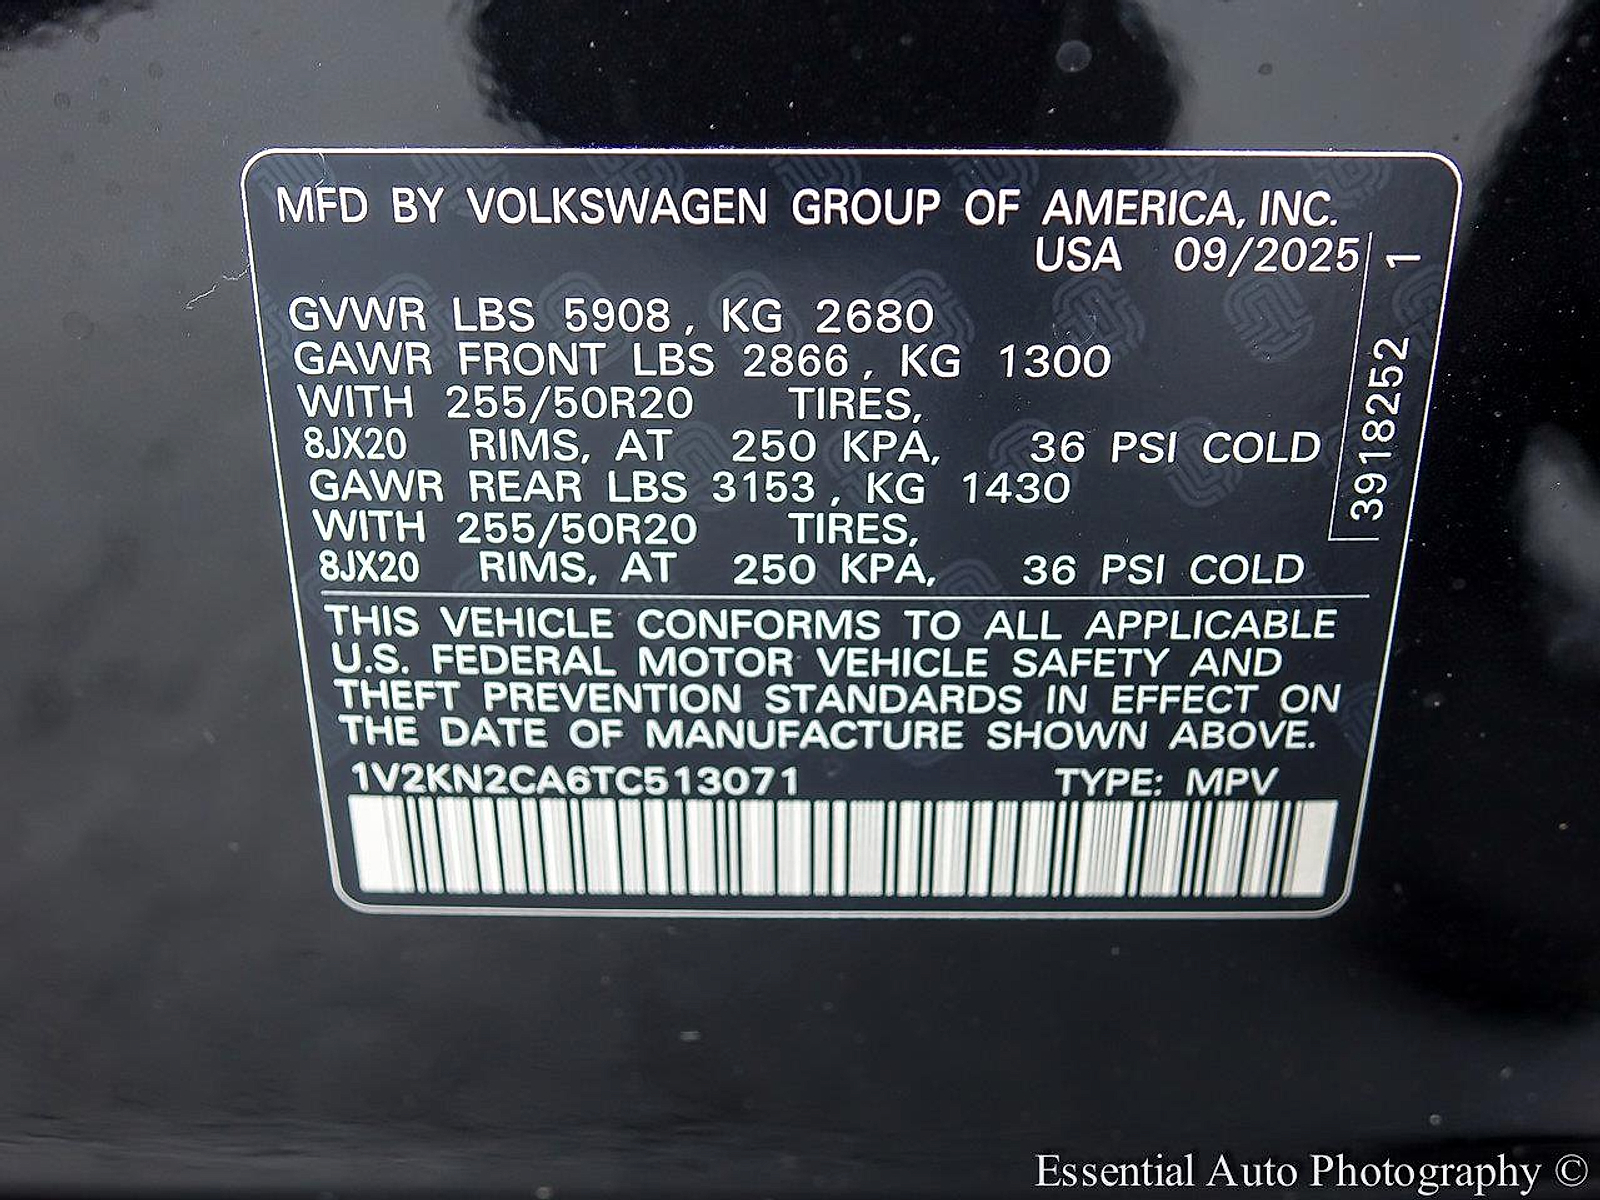 MFD BY VOLKSWAGEN GROUP OF AMERICA, INC.
USA 09/2025
GVWR LBS 5908, KG 2680
GAWR FRONT LBS 2866, KG 1300
WITH 255/50R20 TIRES,
8JX20 RIMS, AT 250 KPA, 36 PSI COLD
GAWR REAR LBS 3153, KG 1430
WITH 255/50R20 TIRES,
8JX20 RIMS, AT 250 KPA, 36 PSI COLD
39182521 1
THIS VEHICLE CONFORMS TO ALL APPLICABLE
U.S. FEDERAL MOTOR VEHICLE SAFETY AND
THEFT PREVENTION STANDARDS IN EFFECT ON
THE DATE OF MANUFACTURE SHOWN ABOVE.
1V2KN2CA6TC513071 TYPE: MPV
Essential Auto Photography ©